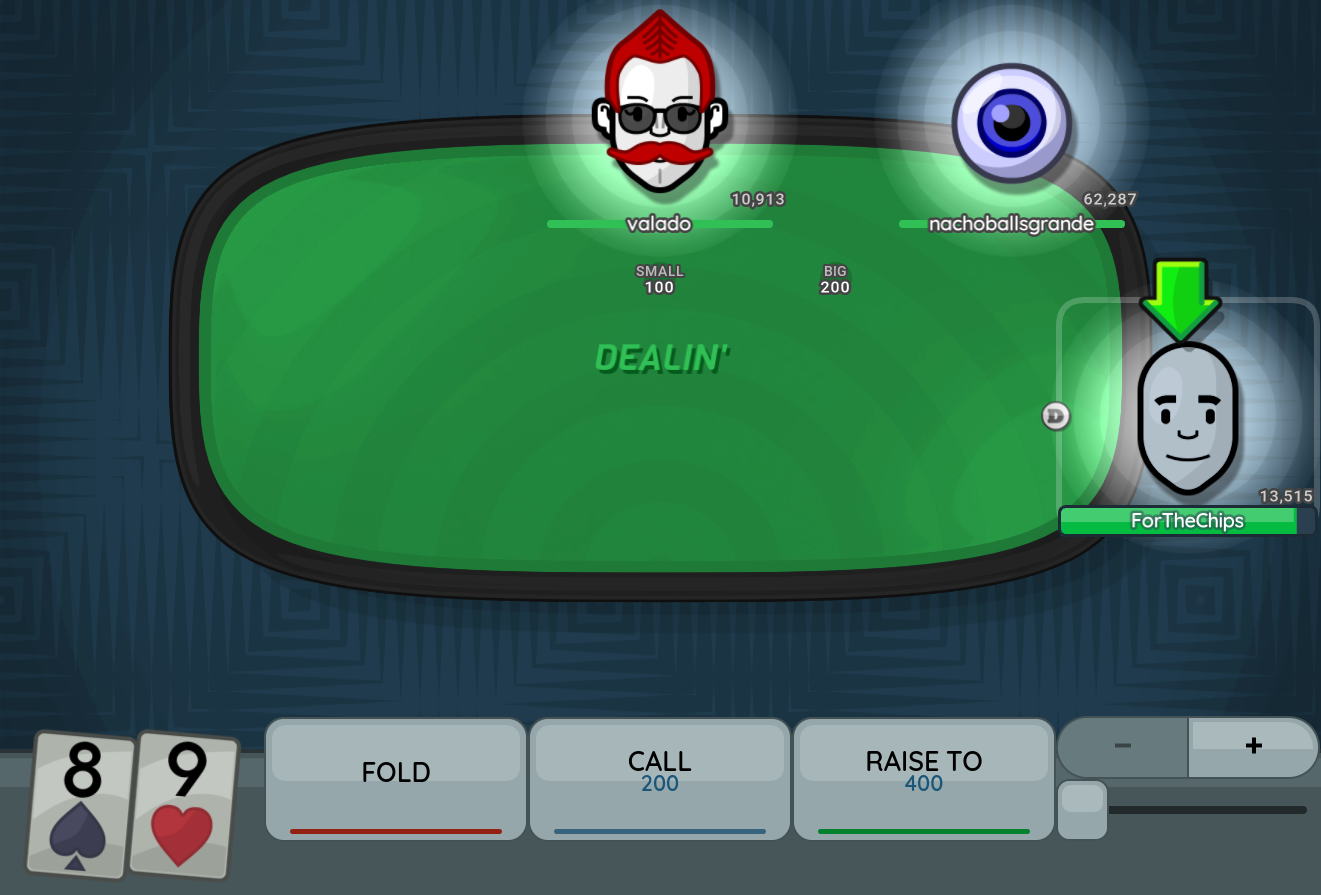 10,913
62,287
valado
nachoballsgrande
SMALL
100
BIG
200
DEALIN'
D
13,515
ForTheChips
8
9
FOLD
CALL
200
RAISE TO
400
-
+